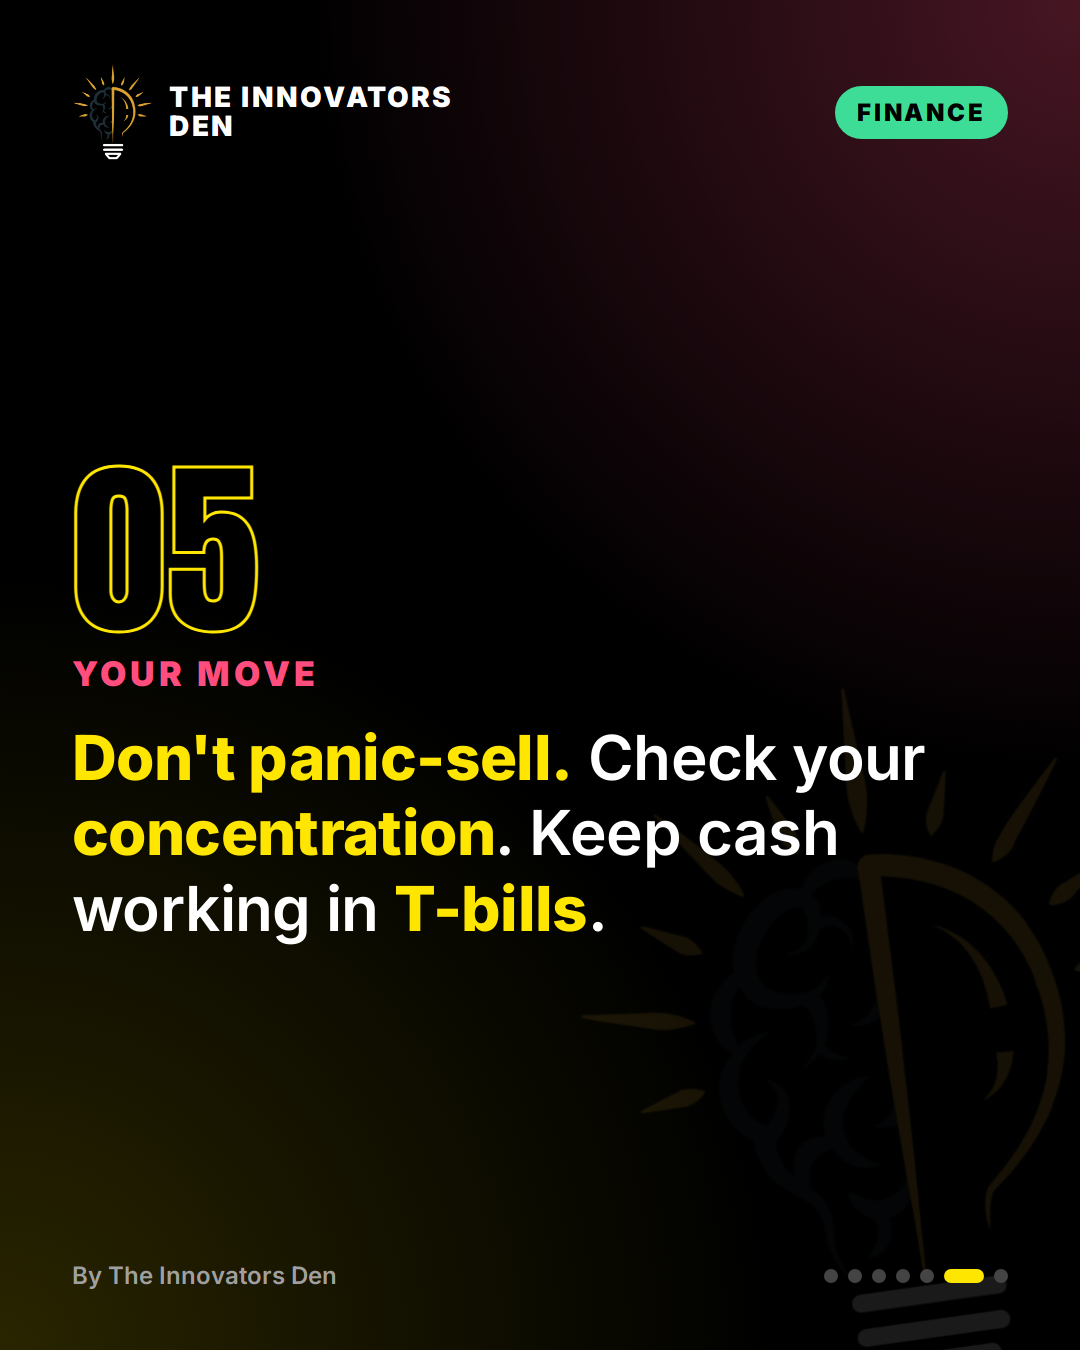 THE INNOVATORS
DEN
FINANCE
05
YOUR MOVE
Don't panic-sell. Check your
concentration. Keep cash
working in T-bills.
By The Innovators Den